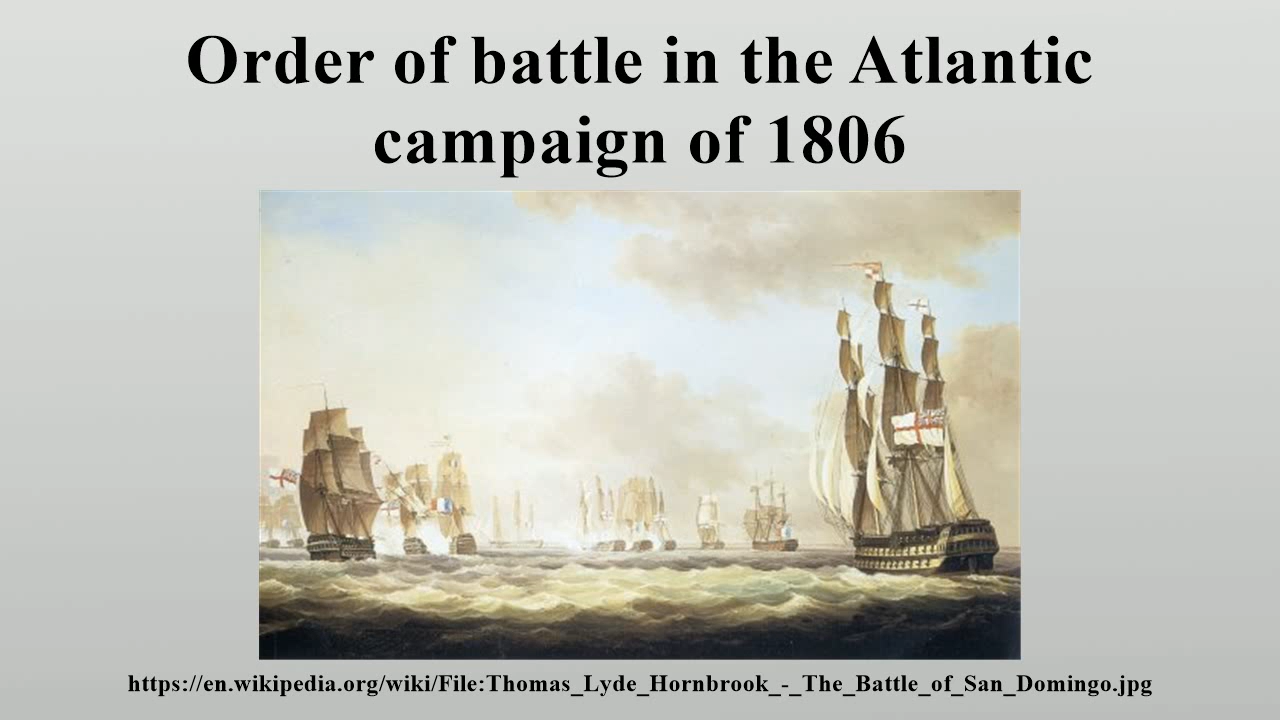 Order of battle in the Atlantic
campaign of 1806
https://en.wikipedia.org/wiki/File:Thomas_Lyde_Hornbrook_-_The_Battle_of_San_Domingo.jpg